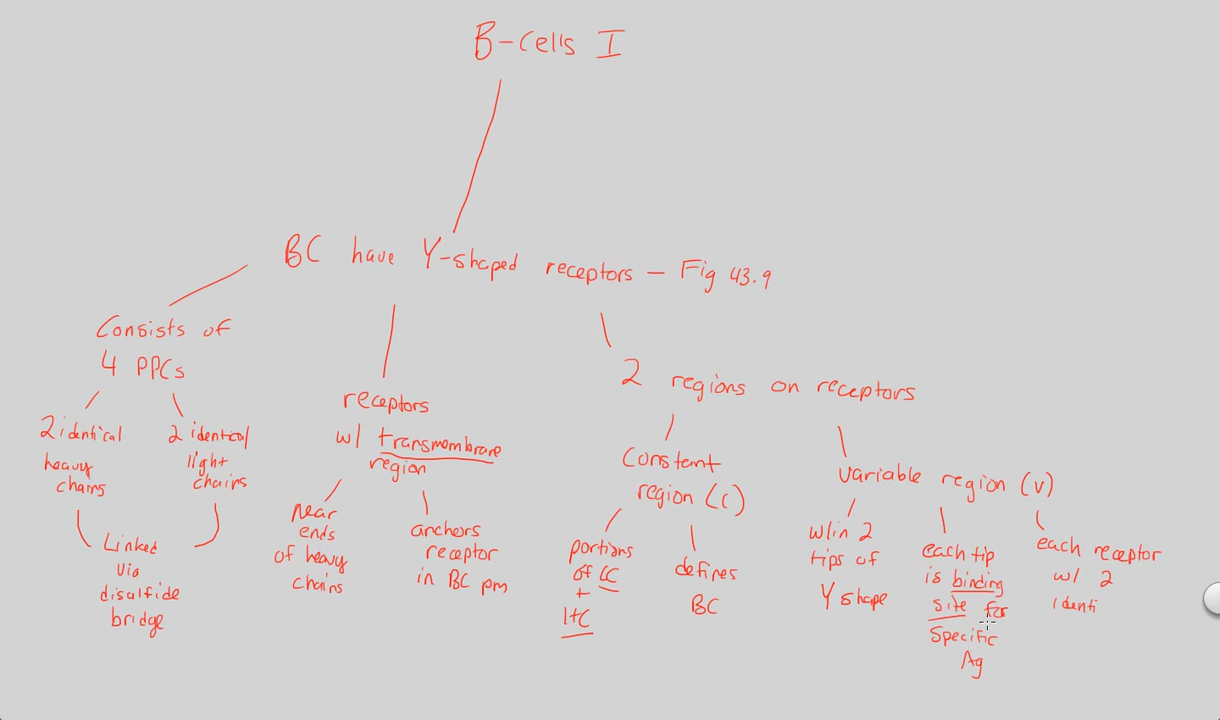 B-cells I
BC have Y-shaped receptors - Fig 43.9
Consists of
4 PPCs
2 identical
heavy
chains
2 identical
light
chains
Linked
via
disulfide
bridge
receptors
w/ transmembrane
region
near
ends
of heavy
chains
anchors
receptor
in BC pm
2 regions on receptors
Constant
region (c)
portions
of LC
+
HC
defines
BC
variable region (v)
w/in 2
tips of
Y shape
each tip
is binding
site for
specific
Ag
each receptor
w/ 2
identi